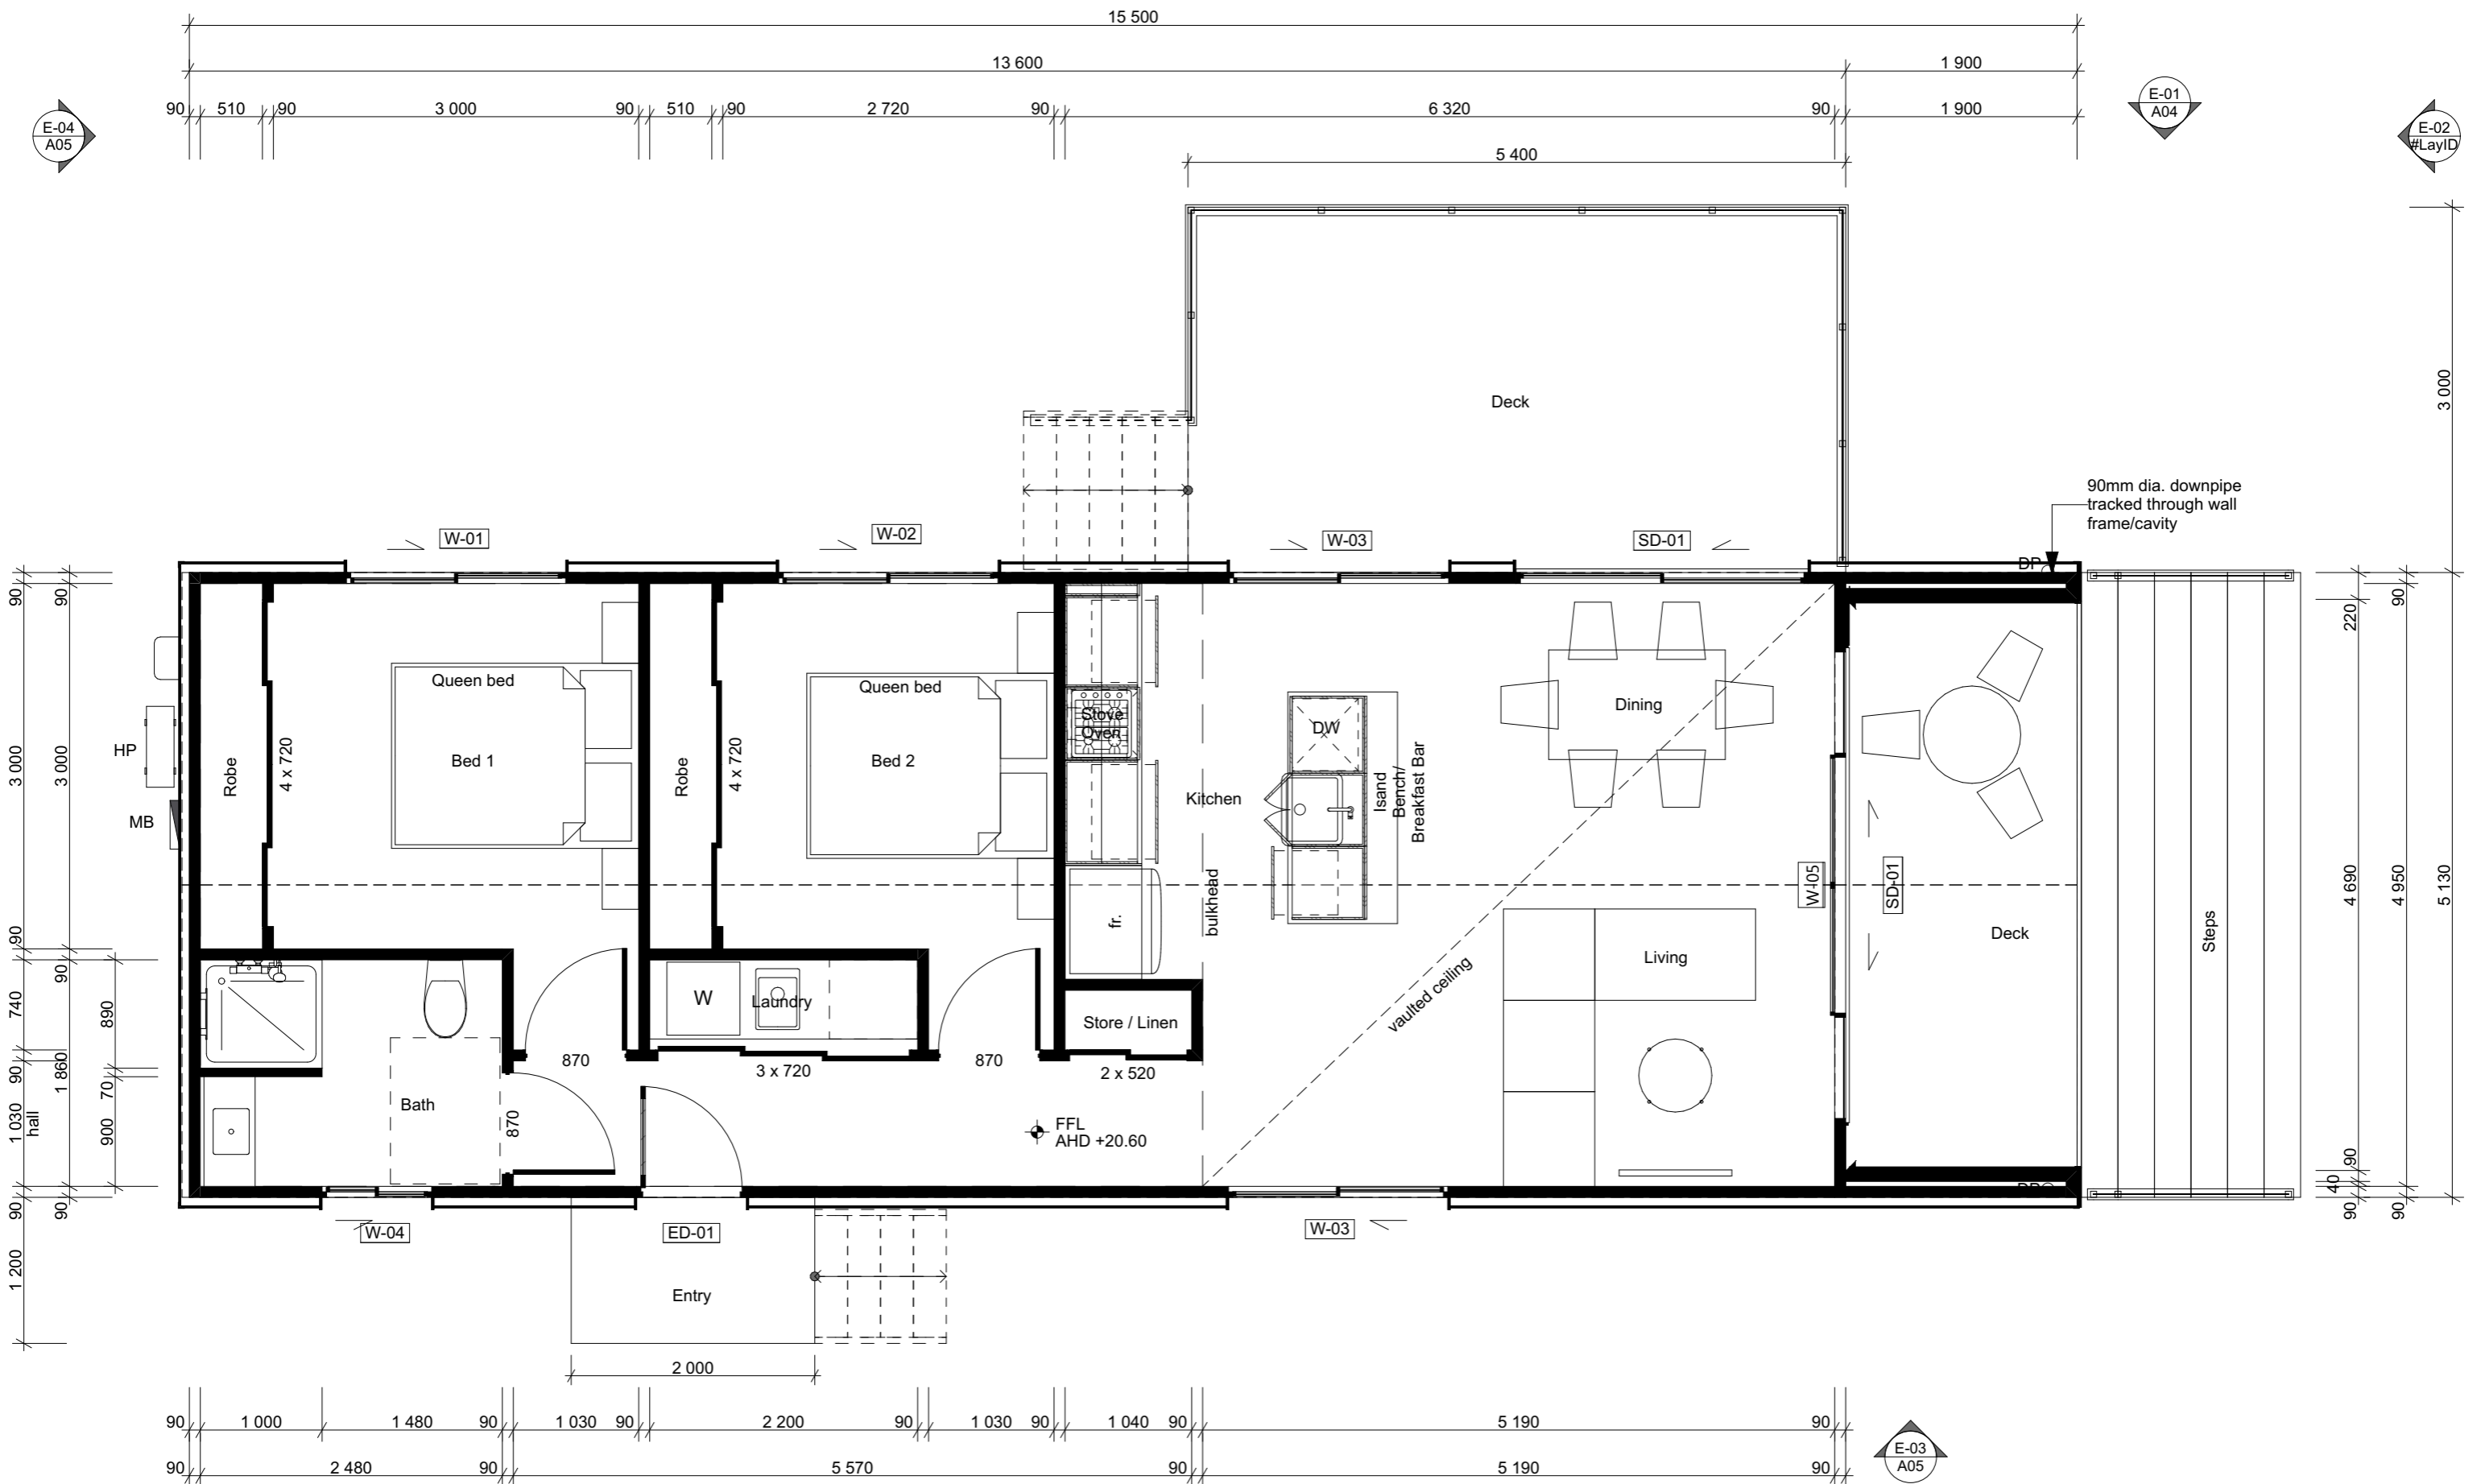 15 500
13 600
1 900
90
510
90
3 000
90
510
90
2 720
90
6 320
90
1 900
5 400
E-04
A05
E-01
A04
E-02
#LayID
3 000
Deck
90mm dia. downpipe
tracked through wall
frame/cavity
DP
W-01
W-02
W-03
SD-01
90
90
3 000
3 000
90
90
740
890
90
1 860
70
1 030
hall
900
90
90
1 200
HP
MB
Robe
4 x 720
Queen bed
Bed 1
Robe
4 x 720
Queen bed
Bed 2
Stove
Oven
Kitchen
fr.
bulkhead
DW
Isand
Bench/
Breakfast Bar
Dining
W-05
SD-01
Deck
Steps
220
90
4 690
4 950
5 130
90
40
90
90
Living
vaulted ceiling
W
Laundry
Store / Linen
870
3 x 720
870
2 x 520
Bath
870
FFL
AHD +20.60
DP
W-04
ED-01
W-03
Entry
2 000
90
1 000
1 480
90
1 030
90
2 200
90
1 030
90
1 040
90
5 190
90
E-03
A05
90
2 480
90
5 570
90
5 190
90